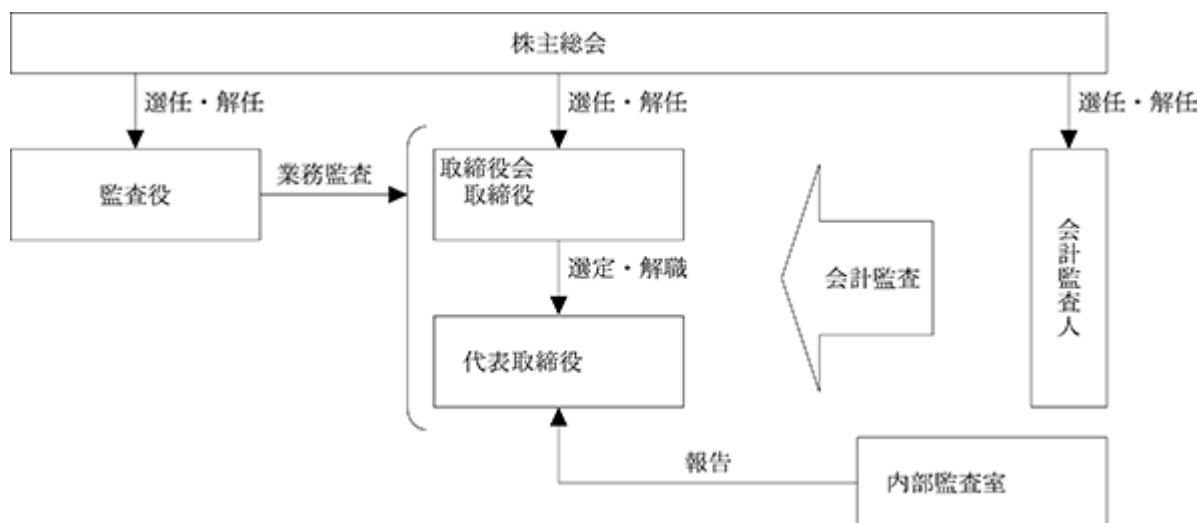 株主総会
選任・解任
選任・解任
選任・解任
監査役
業務監査
取締役会
取締役
会計監査
会計監査人
選定・解職
代表取締役
報告
内部監査室